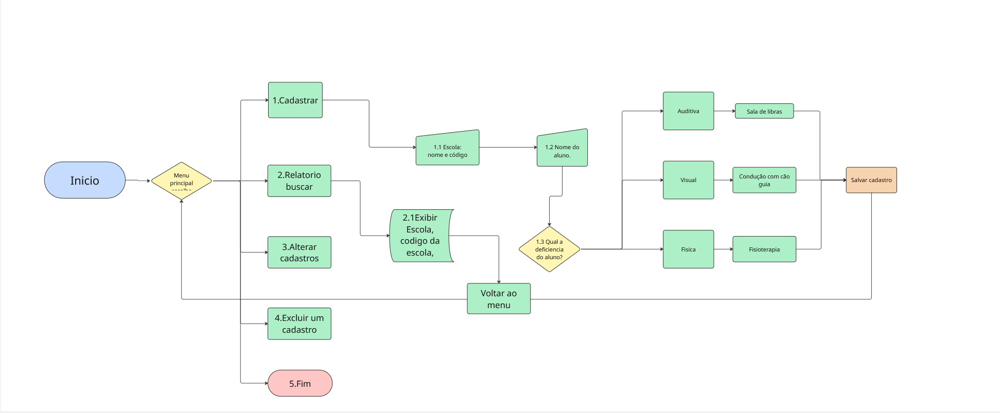 Inicio
Menu
principal
1.Cadastrar
2.Relatorio
buscar
3.Alterar
cadastros
4.Excluir um
cadastro
5.Fim
1.1 Escola:
nome e código
1.2 Nome do
aluno.
2.1Exibir
Escola,
codigo da
escola,
1.3 Qual a
deficiencia
do aluno?
Voltar ao
menu
Auditiva
Sala de libras
Visual
Condução com cão
guia
Fisica
Fisioterapia
Salvar cadastro